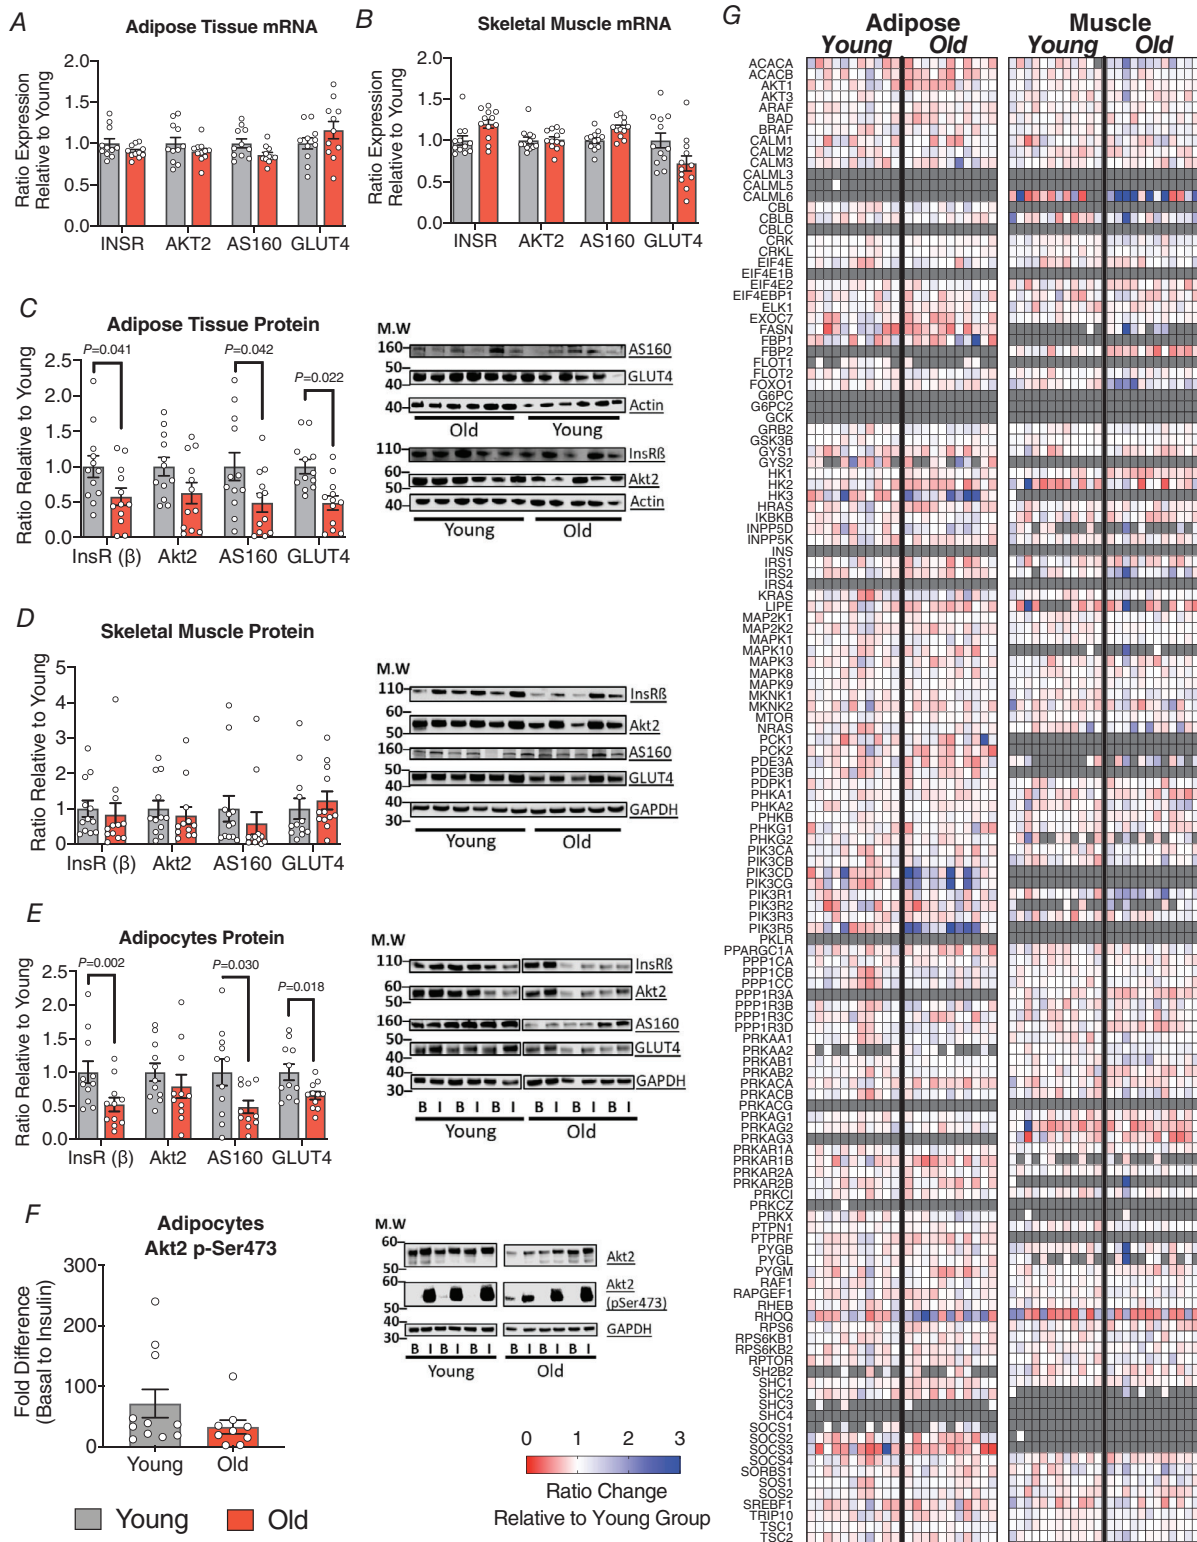 A
Adipose Tissue mRNA
Ratio Expression
Relative to Young
2.0
1.5
1.0
0.5
0.0
INSR AKT2 AS160 GLUT4
B
Skeletal Muscle mRNA
Ratio Expression
Relative to Young
2.0
1.5
1.0
0.5
0.0
INSR AKT2 AS160 GLUT4
C
Adipose Tissue Protein
Ratio Relative to Young
2.5
2.0
1.5
1.0
0.5
0.0
P=0.041
P=0.042
P=0.022
InsR (β) Akt2 AS160 GLUT4
M.W
160
AS160
50
40
GLUT4
40
Actin
Old Young
110
InsRß
60
50
Akt2
40
Actin
Young Old
D
Skeletal Muscle Protein
Ratio Relative to Young
5
4
3
2
1
0
InsR (β) Akt2 AS160 GLUT4
M.W
110
InsRß
60
50
Akt2
160
AS160
50
40
GLUT4
40
30
GAPDH
Young Old
E
Adipocytes Protein
Ratio Relative to Young
2.5
2.0
1.5
1.0
0.5
0.0
P=0.002
P=0.030
P=0.018
InsR (β) Akt2 AS160 GLUT4
M.W
110
InsRß
60
50
Akt2
160
AS160
50
40
GLUT4
40
30
GAPDH
B I B I B I B I B I B I
Young Old
F
Adipocytes
Akt2 p-Ser473
Fold Difference
(Basal to Insulin)
300
200
100
0
Young Old
M.W
60
50
Akt2
60
50
Akt2
(pSer473)
40
30
GAPDH
B I B I B I B I B I B I
Young Old
Young Old
0 1 2 3
Ratio Change
Relative to Young Group
G
Adipose Muscle
Young Old Young Old
ACACA
ACACB
AKT1
AKT3
ARAF
BAD
BRAF
CALM1
CALM2
CALM3
CALML3
CALML5
CALML6
CBL
CBLB
CBLC
CRK
CRKL
EIF4E
EIF4E1B
EIF4E2
EIF4EBP1
ELK1
EXOC7
FASN
FBP1
FBP2
FLOT1
FLOT2
FOXO1
G6PC
G6PC2
GCK
GRB2
GSK3B
GYS1
GYS2
HK1
HK2
HK3
HRAS
IKBKB
INPP5D
INPP5K
INS
IRS1
IRS2
IRS4
KRAS
LIPE
MAP2K1
MAP2K2
MAPK1
MAPK10
MAPK3
MAPK8
MAPK9
MKNK1
MKNK2
MTOR
NRAS
PCK1
PCK2
PDE3A
PDE3B
PDPK1
PHKA1
PHKA2
PHKB
PHKG1
PHKG2
PIK3CA
PIK3CB
PIK3CD
PIK3CG
PIK3R1
PIK3R2
PIK3R3
PIK3R5
PKLR
PPARGC1A
PPP1CA
PPP1CB
PPP1CC
PPP1R3A
PPP1R3B
PPP1R3C
PPP1R3D
PRKAA1
PRKAA2
PRKAB1
PRKAB2
PRKACA
PRKACB
PRKACG
PRKAG1
PRKAG2
PRKAG3
PRKAR1A
PRKAR1B
PRKAR2A
PRKAR2B
PRKCI
PRKCZ
PRKX
PTPN1
PTPRF
PYGB
PYGL
PYGM
RAF1
RAPGEF1
RHEB
RHOQ
RPS6
RPS6KB1
RPS6KB2
RPTOR
SH2B2
SHC1
SHC2
SHC3
SHC4
SOCS1
SOCS2
SOCS3
SOCS4
SORBS1
SOS1
SOS2
SREBF1
TRIP10
TSC1
TSC2